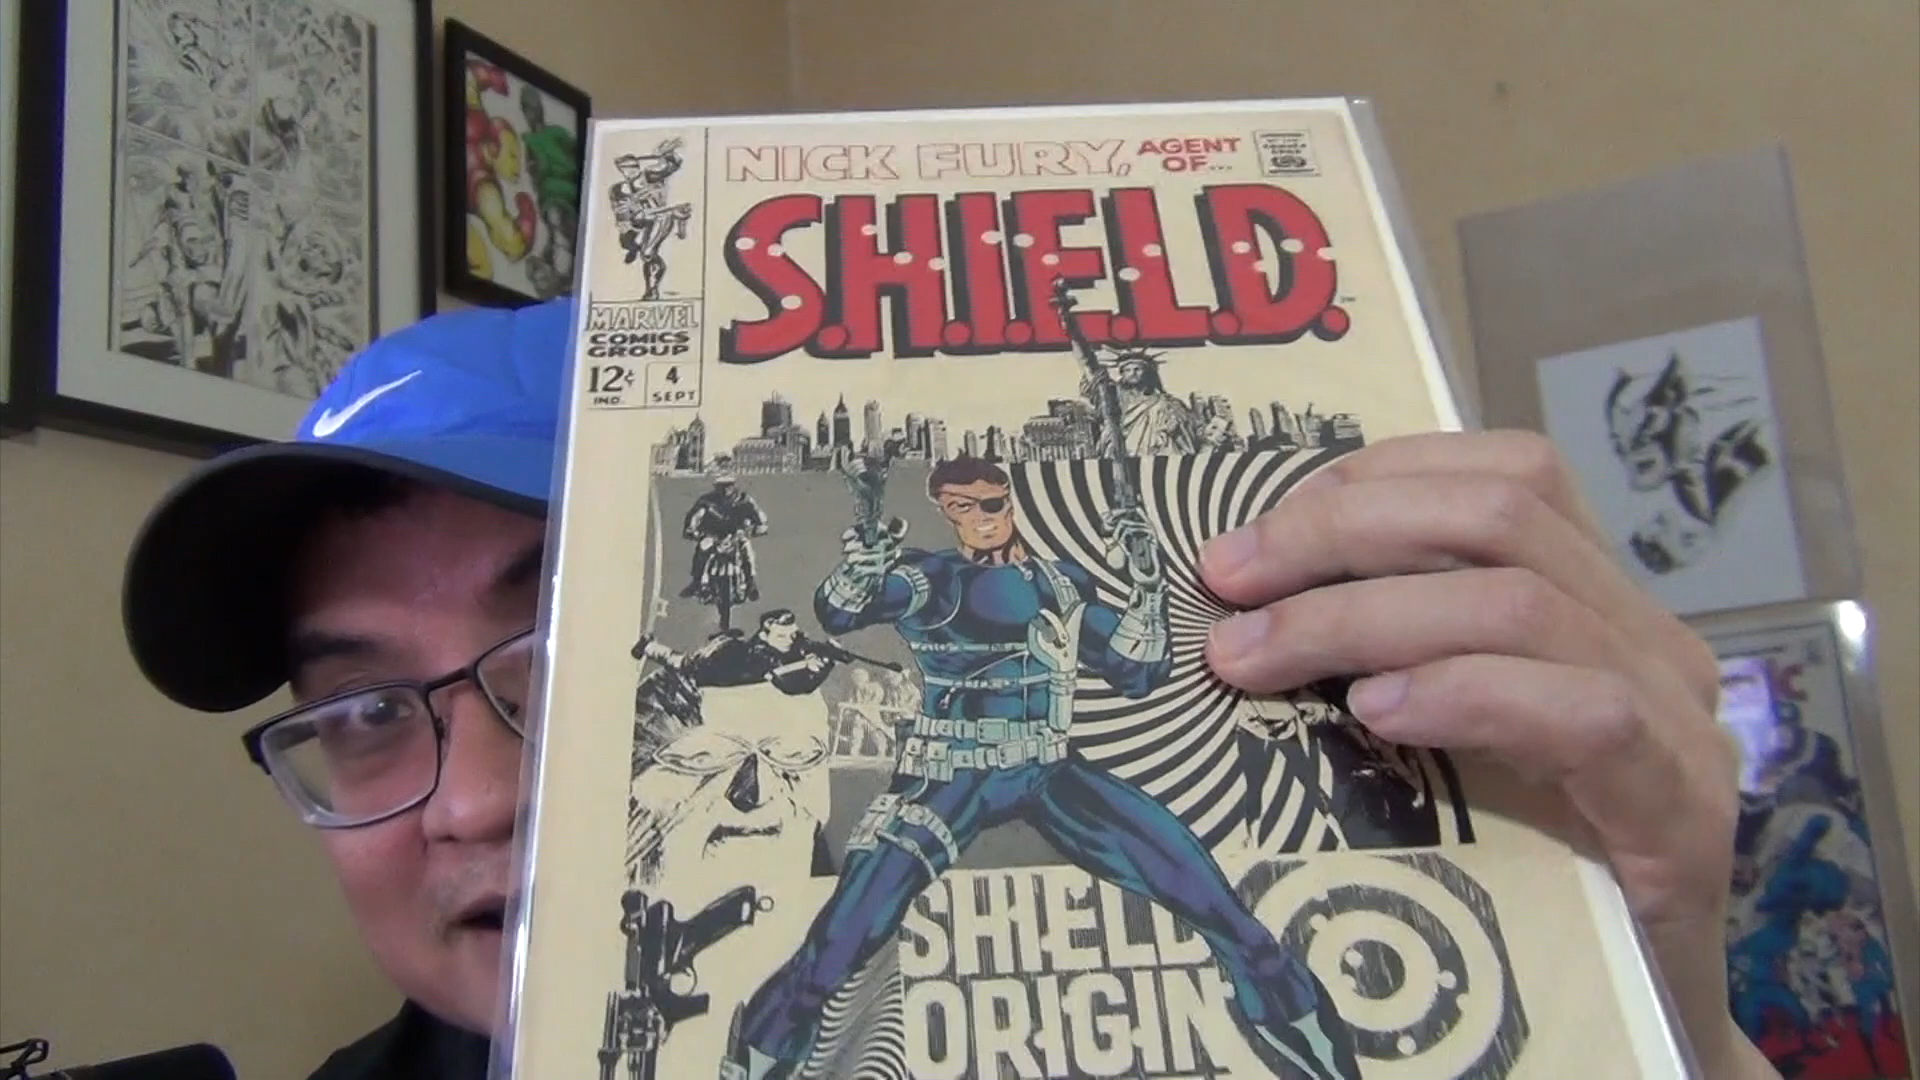 NICK FURY, AGENT
OF...
S.H.I.E.L.D.
MARVEL
COMICS
GROUP
12¢ 4
IND. SEPT
SHIELD
ORIGIN